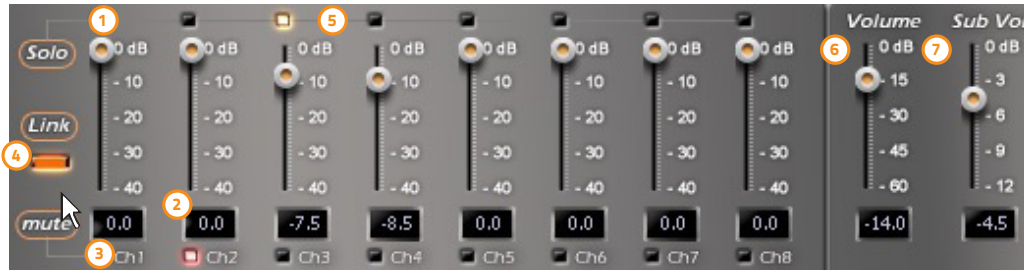 1 5 Volume Sub Vo
Solo 0 dB 0 dB 0 dB 0 dB 0 dB 0 dB 0 dB 0 dB 6 0 dB 7 0 dB
- 10 - 10 - 10 - 10 - 10 - 10 - 10 - 10 - 15 - 3
Link - 20 - 20 - 20 - 20 - 20 - 20 - 20 - 20 - 30 - 6
4 - 30 - 30 - 30 - 30 - 30 - 30 - 30 - 30 - 45 - 9
- 40 - 40 - 40 - 40 - 40 - 40 - 40 - 40 - 60 - 12
2
mute 0.0 0.0 -7.5 -8.5 0.0 0.0 0.0 0.0 -14.0 -4.5
3 Ch1 Ch2 Ch3 Ch4 Ch5 Ch6 Ch7 Ch8